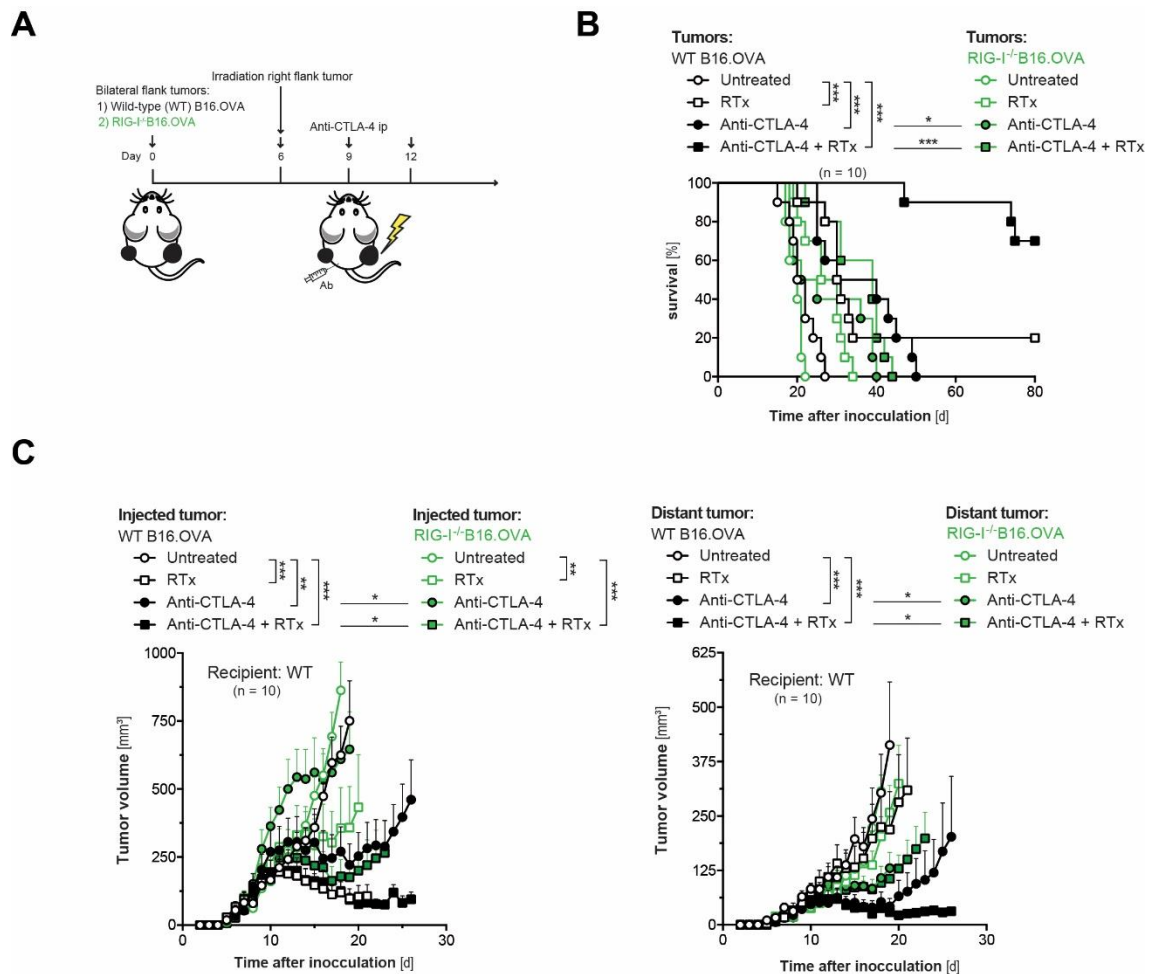 A
Irradiation right flank tumor
Bilateral flank tumors:
1) Wild-type (WT) B16.OVA
2) RIG-I-/-B16.OVA
Anti-CTLA-4 ip
Day 0 6 9 12
Ab
B
Tumors: Tumors:
WT B16.OVA RIG-I-/-B16.OVA
Untreated *** *** *** Untreated
RTx RTx
Anti-CTLA-4 * Anti-CTLA-4
Anti-CTLA-4 + RTx *** Anti-CTLA-4 + RTx
(n = 10)
100
80
60
40
20
0
survival [%]
0 20 40 60 80
Time after inocculation [d]
C
Injected tumor: Injected tumor:
WT B16.OVA RIG-I-/-B16.OVA
Untreated *** ** *** Untreated ** ***
RTx RTx
Anti-CTLA-4 * Anti-CTLA-4
Anti-CTLA-4 + RTx * Anti-CTLA-4 + RTx
Recipient: WT
(n = 10)
1000
750
500
250
0
Tumor volume [mm³]
0 10 20 30
Time after inocculation [d]
Distant tumor: Distant tumor:
WT B16.OVA RIG-I-/-B16.OVA
Untreated *** *** Untreated
RTx RTx
Anti-CTLA-4 * Anti-CTLA-4
Anti-CTLA-4 + RTx * Anti-CTLA-4 + RTx
Recipient: WT
(n = 10)
625
500
375
250
125
0
Tumor volume [mm³]
0 10 20 30
Time after inocculation [d]